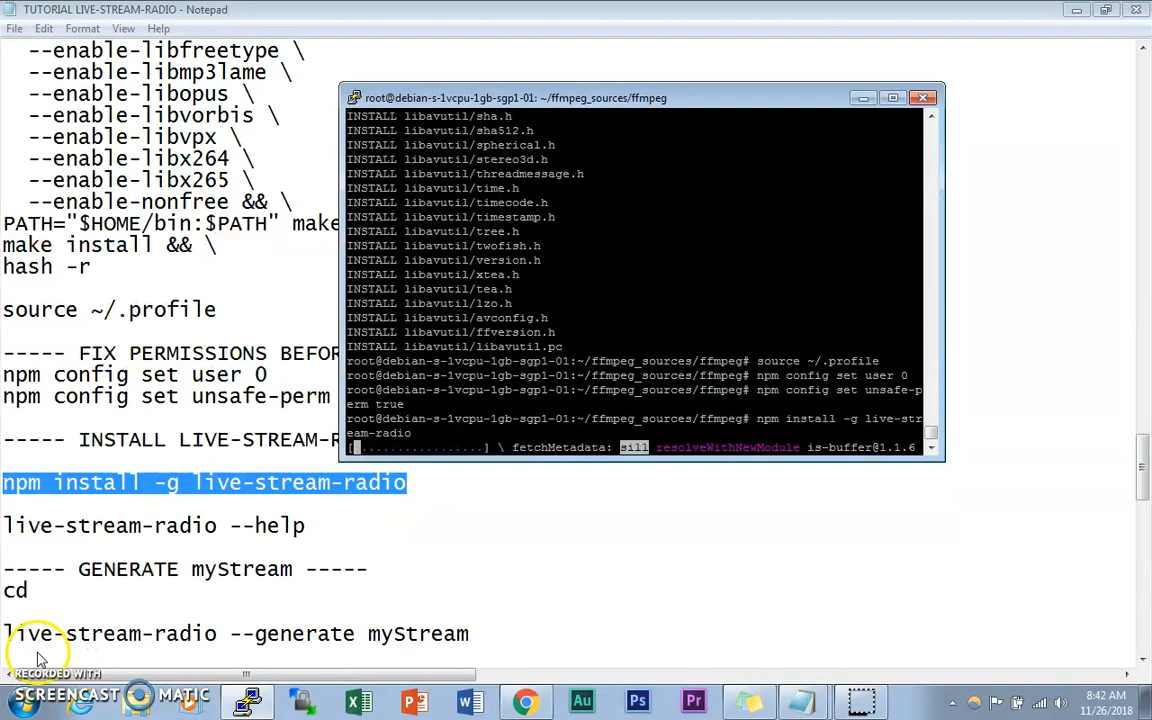 TUTORIAL LIVE-STREAM-RADIO - Notepad
File Edit Format View Help
--enable-libfreetype \
--enable-libmp3lame \
--enable-libopus \
--enable-libvorbis \
--enable-libvpx \
--enable-libx264 \
--enable-libx265 \
--enable-nonfree && \
PATH="$HOME/bin:$PATH" make
make install && \
hash -r
source ~/.profile
----- FIX PERMISSIONS BEFOR
npm config set user 0
npm config set unsafe-perm
----- INSTALL LIVE-STREAM-R
npm install -g live-stream-radio
live-stream-radio --help
----- GENERATE myStream -----
cd
live-stream-radio --generate myStream
root@debian-s-1vcpu-1gb-sgp1-01: ~/ffmpeg_sources/ffmpeg
INSTALL libavutil/sha.h
INSTALL libavutil/sha512.h
INSTALL libavutil/spherical.h
INSTALL libavutil/stereo3d.h
INSTALL libavutil/threadmessage.h
INSTALL libavutil/time.h
INSTALL libavutil/timecode.h
INSTALL libavutil/timestamp.h
INSTALL libavutil/tree.h
INSTALL libavutil/twofish.h
INSTALL libavutil/version.h
INSTALL libavutil/xtea.h
INSTALL libavutil/tea.h
INSTALL libavutil/lzo.h
INSTALL libavutil/avconfig.h
INSTALL libavutil/ffversion.h
INSTALL libavutil/libavutil.pc
root@debian-s-1vcpu-1gb-sgp1-01:~/ffmpeg_sources/ffmpeg# source ~/.profile
root@debian-s-1vcpu-1gb-sgp1-01:~/ffmpeg_sources/ffmpeg# npm config set user 0
root@debian-s-1vcpu-1gb-sgp1-01:~/ffmpeg_sources/ffmpeg# npm config set unsafe-p
erm true
root@debian-s-1vcpu-1gb-sgp1-01:~/ffmpeg_sources/ffmpeg# npm install -g live-str
eam-radio
[ .................] \ fetchMetadata: sill resolveWithNewModule is-buffer@1.1.6
RECORDED WITH
SCREENCAST MATIC
Au
Ps
Pr
8:42 AM
11/26/2018